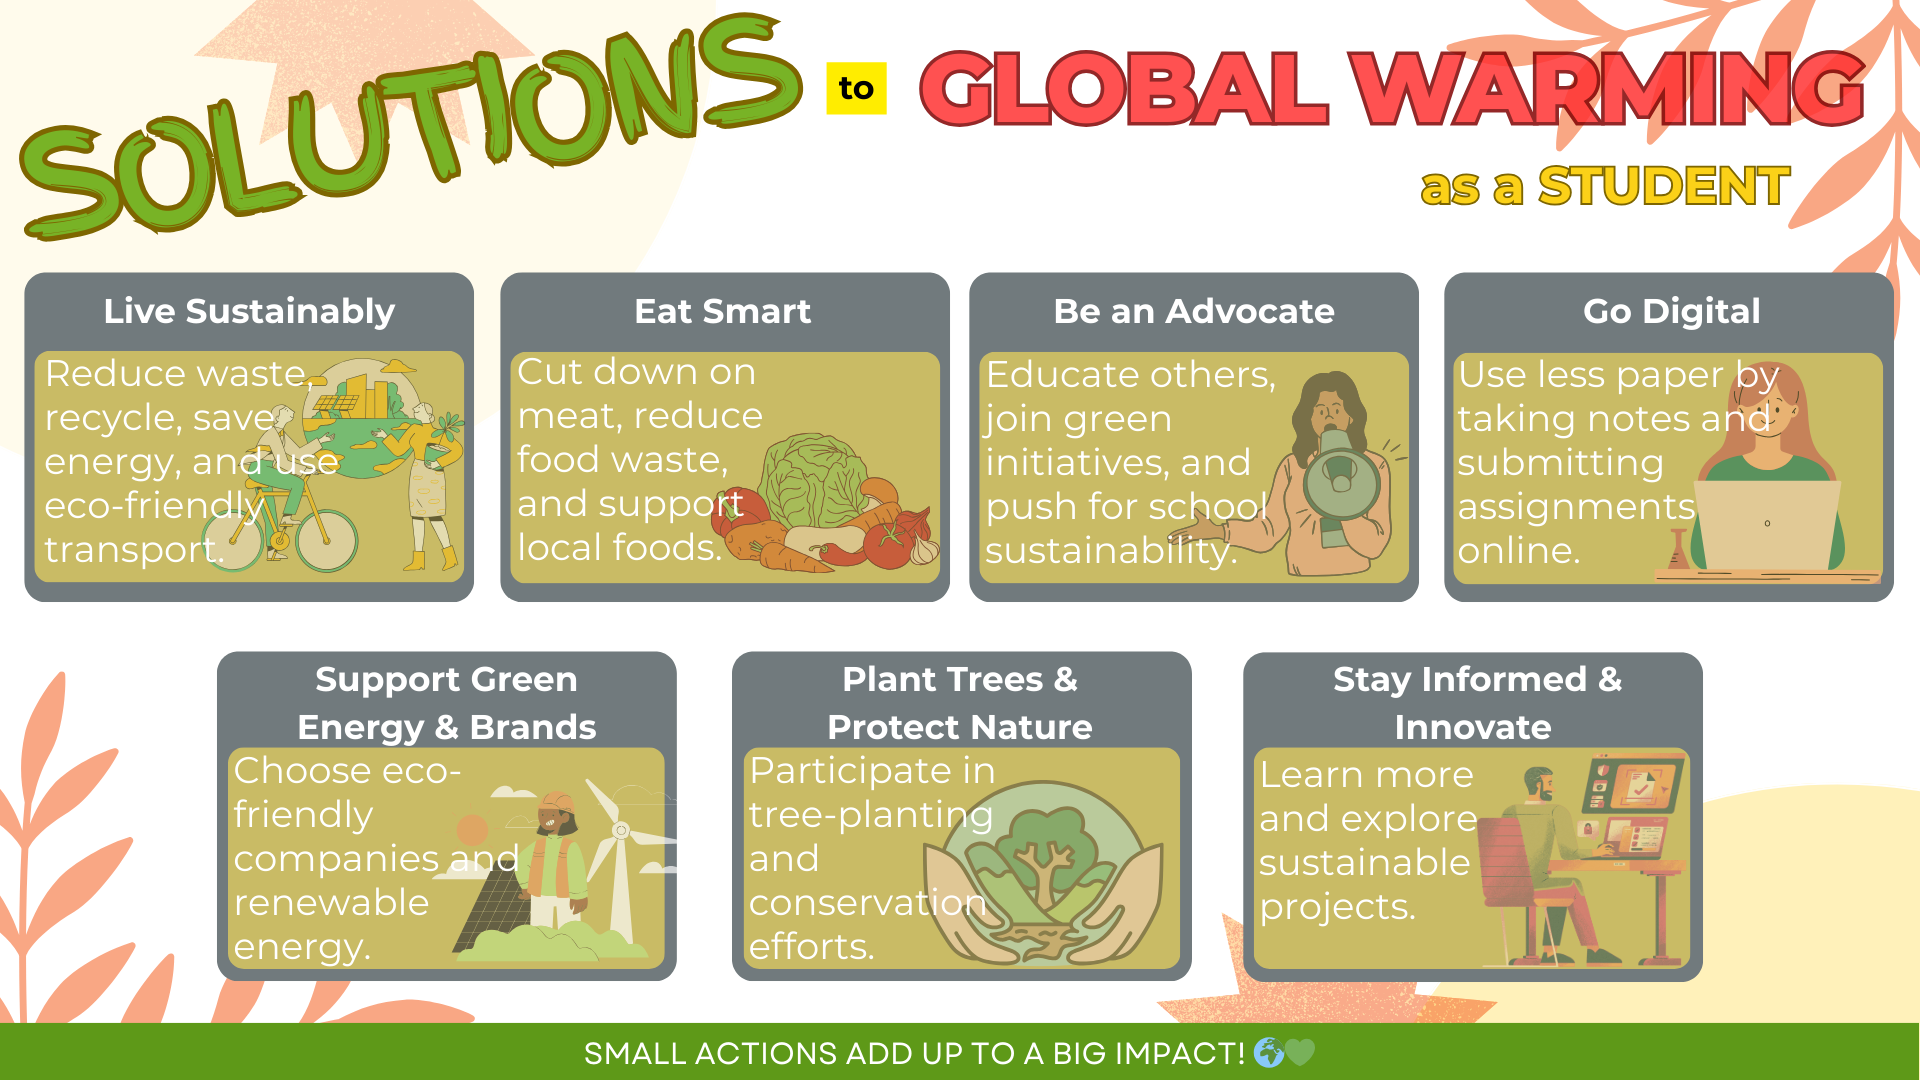 SOLUTIONS to GLOBAL WARMING
as a STUDENT
Live Sustainably
Reduce waste,
recycle, save
energy, and use
eco-friendly
transport.
Eat Smart
Cut down on
meat, reduce
food waste,
and support
local foods.
Be an Advocate
Educate others,
join green
initiatives, and
push for school
sustainability.
Go Digital
Use less paper by
taking notes and
submitting
assignments
online.
Support Green
Energy & Brands
Choose eco-
friendly
companies and
renewable
energy.
Plant Trees &
Protect Nature
Participate in
tree-planting
and
conservation
efforts.
Stay Informed &
Innovate
Learn more
and explore
sustainable
projects.
SMALL ACTIONS ADD UP TO A BIG IMPACT! 🌍💚